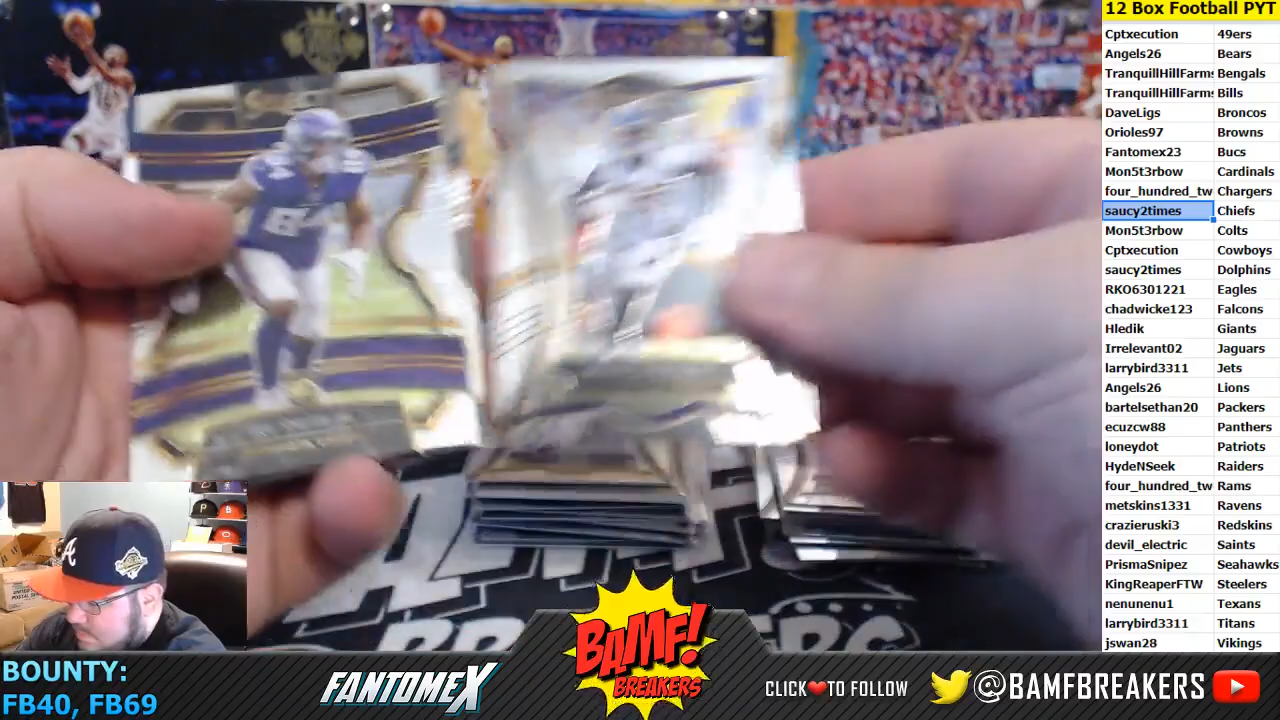 12 Box Football PYT
Cptxecution 49ers
Angels26 Bears
TranquillHillFarms Bengals
TranquillHillFarms Bills
DaveLigs Broncos
Orioles97 Browns
Fantomex23 Bucs
Mon5t3rbow Cardinals
four_hundred_tw Chargers
saucy2times Chiefs
Mon5t3rbow Colts
Cptxecution Cowboys
saucy2times Dolphins
RKO6301221 Eagles
chadwicke123 Falcons
Hledik Giants
Irrelevant02 Jaguars
larrybird3311 Jets
Angels26 Lions
bartelsethan20 Packers
ecuzcw88 Panthers
loneydot Patriots
HydeNSeek Raiders
four_hundred_tw Rams
metskins1331 Ravens
crazieruski3 Redskins
devil_electric Saints
PrismaSnipez Seahawks
KingReaperFTW Steelers
nenunenu1 Texans
larrybird3311 Titans
jswan28 Vikings
84
A
BOUNTY:
FB40, FB69
FANTOMEX
BAMF!
BREAKERS
CLICK❤TO FOLLOW
@BAMFBREAKERS